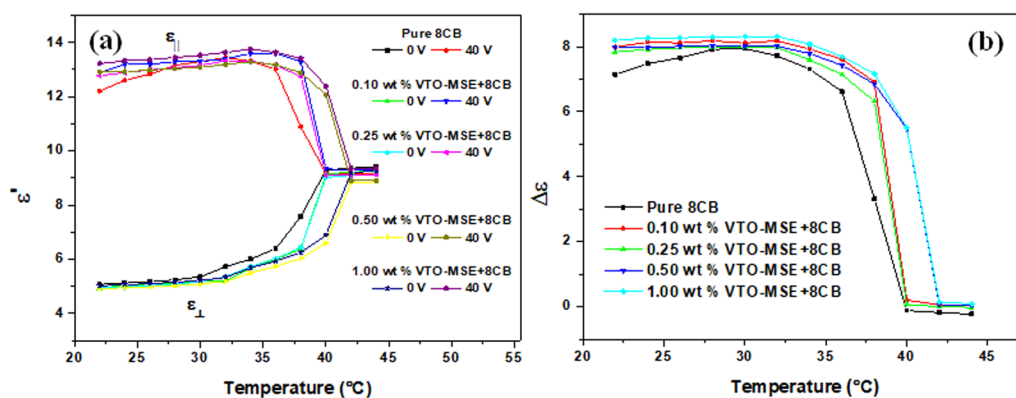 (a)
ε||
Pure 8CB
0 V 40 V
0.10 wt % VTO-MSE+8CB
0 V 40 V
0.25 wt % VTO-MSE+8CB
0 V 40 V
0.50 wt % VTO-MSE+8CB
0 V 40 V
1.00 wt % VTO-MSE+8CB
0 V 40 V
ε⊥
ε'
14
12
10
8
6
4
20 25 30 35 40 45 50 55
Temperature (°C)
(b)
Δε
8
6
4
2
0
Pure 8CB
0.10 wt % VTO-MSE+8CB
0.25 wt % VTO-MSE+8CB
0.50 wt % VTO-MSE+8CB
1.00 wt % VTO-MSE+8CB
20 25 30 35 40 45
Temperature (°C)